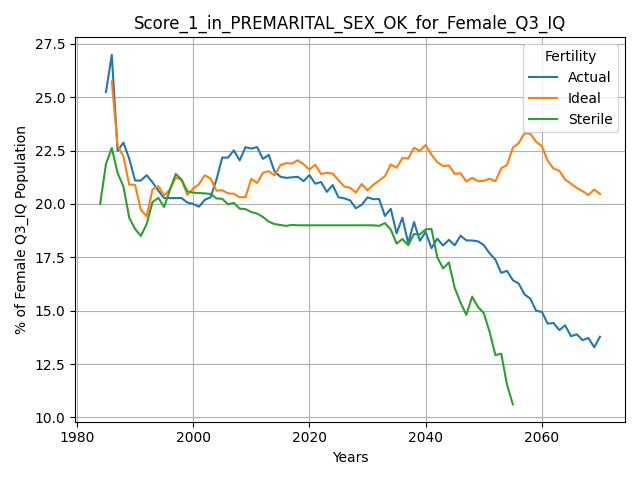 Score_1_in_PREMARITAL_SEX_OK_for_Female_Q3_IQ
% of Female Q3_IQ Population
27.5
25.0
22.5
20.0
17.5
15.0
12.5
10.0
Fertility
Actual
Ideal
Sterile
1980
2000
2020
2040
2060
Years